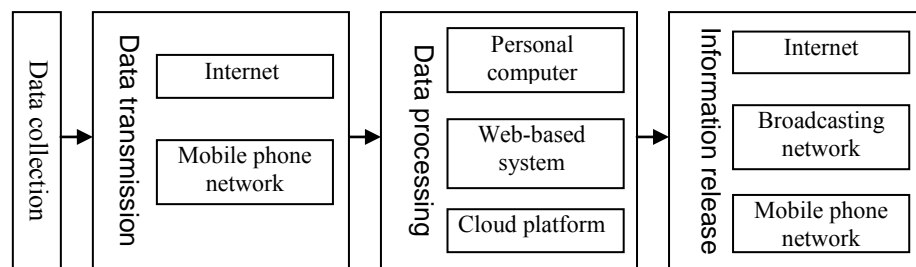 Data collection
Data transmission
Internet
Mobile phone
network
Data processing
Personal
computer
Web-based
system
Cloud platform
Information release
Internet
Broadcasting
network
Mobile phone
network